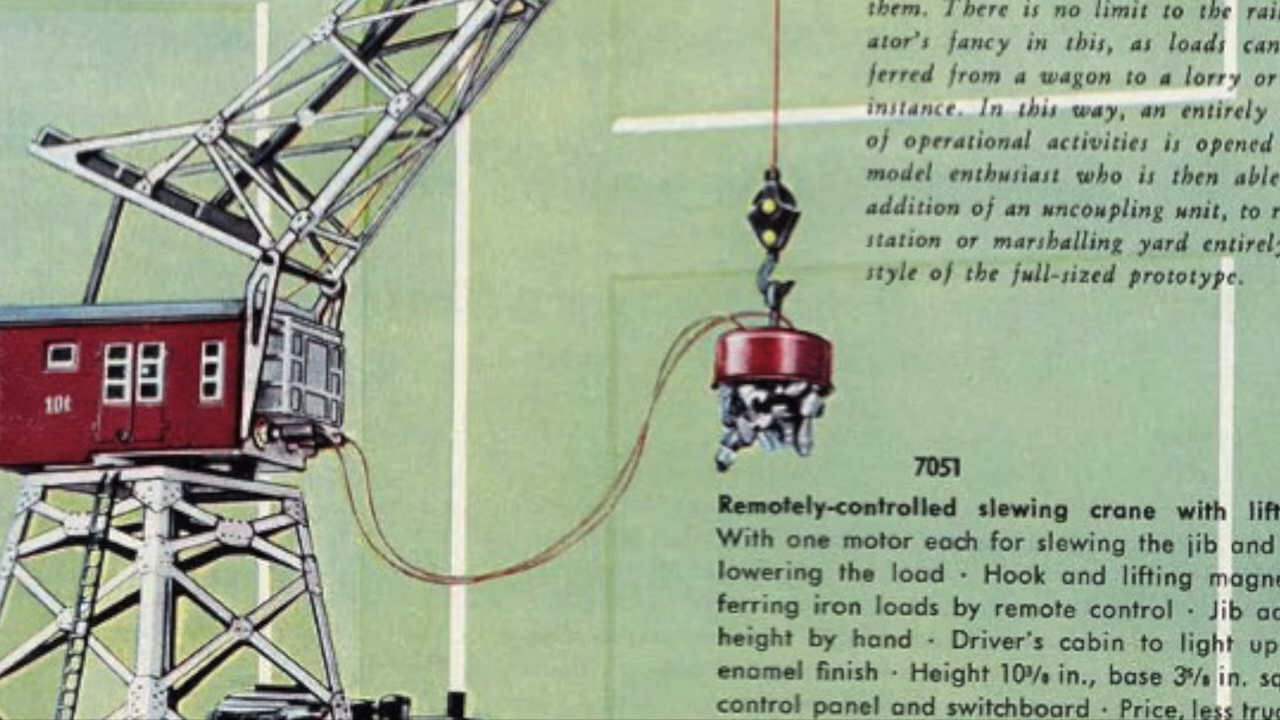 them. There is no limit to the rail
ator's fancy in this, as loads can
ferred from a wagon to a lorry or
instance. In this way, an entirely
of operational activities is opened
model enthusiast who is then able
addition of an uncoupling unit, to r
station or marshalling yard entirely
style of the full-sized prototype.
10t
7051
Remotely-controlled slewing crane with lift
With one motor each for slewing the jib and
lowering the load · Hook and lifting magne
ferring iron loads by remote control · Jib ad
height by hand · Driver's cabin to light up
enamel finish · Height 10³/₈ in., base 3⁵/₈ in. sq
control panel and switchboard · Price, less truc